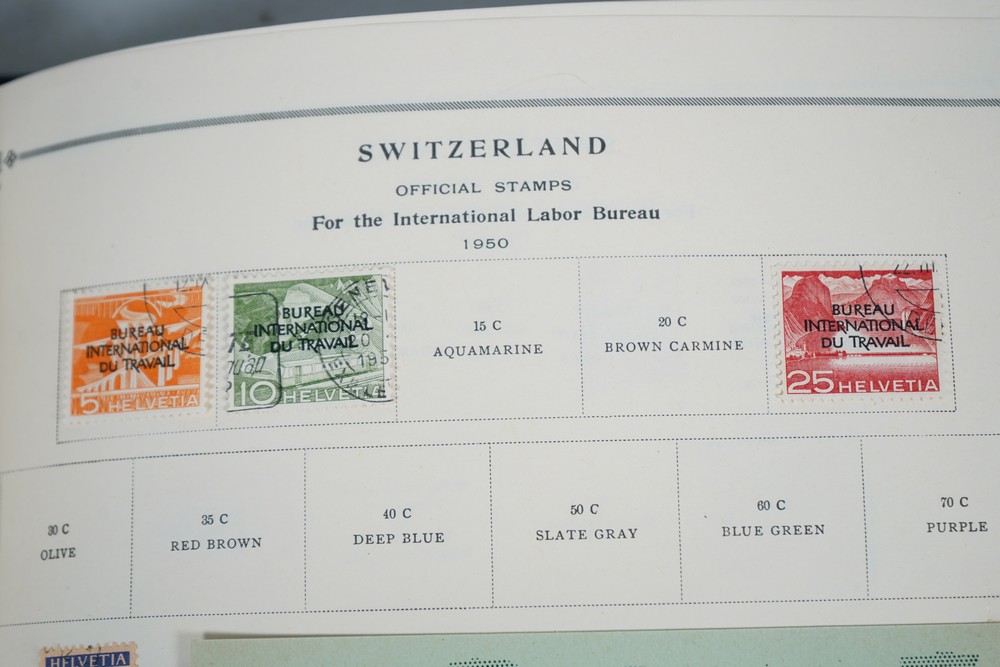 SWITZERLAND
OFFICIAL STAMPS
For the International Labor Bureau
1950
BUREAU
INTERNATIONAL
DU TRAVAIL
5 HELVETIA
BUREAU
INTERNATIONAL
DU TRAVAIL
10 HELVETIA
15 C
AQUAMARINE
20 C
BROWN CARMINE
BUREAU
INTERNATIONAL
DU TRAVAIL
25 HELVETIA
30 C
OLIVE
35 C
RED BROWN
40 C
DEEP BLUE
50 C
SLATE GRAY
60 C
BLUE GREEN
70 C
PURPLE
HELVETIA